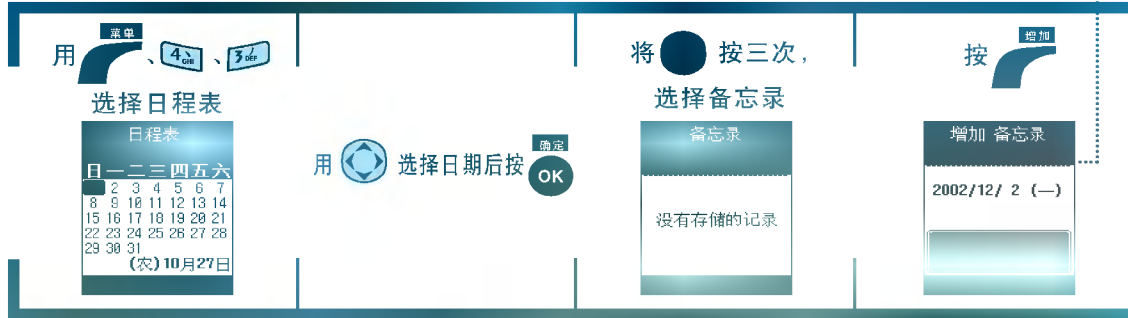 菜单
用 、 4 GHI 、 3 DEF
选择日程表
日程表
日 一 二 三 四 五 六
2 3 4 5 6 7
8 9 10 11 12 13 14
15 16 17 18 19 20 21
22 23 24 25 26 27 28
29 30 31
(农)10月27日
用 选择日期后按
确定
OK
将 按三次，
选择备忘录
备忘录
没有存储的记录
增加
按
增加 备忘录
2002/12/ 2 (一)